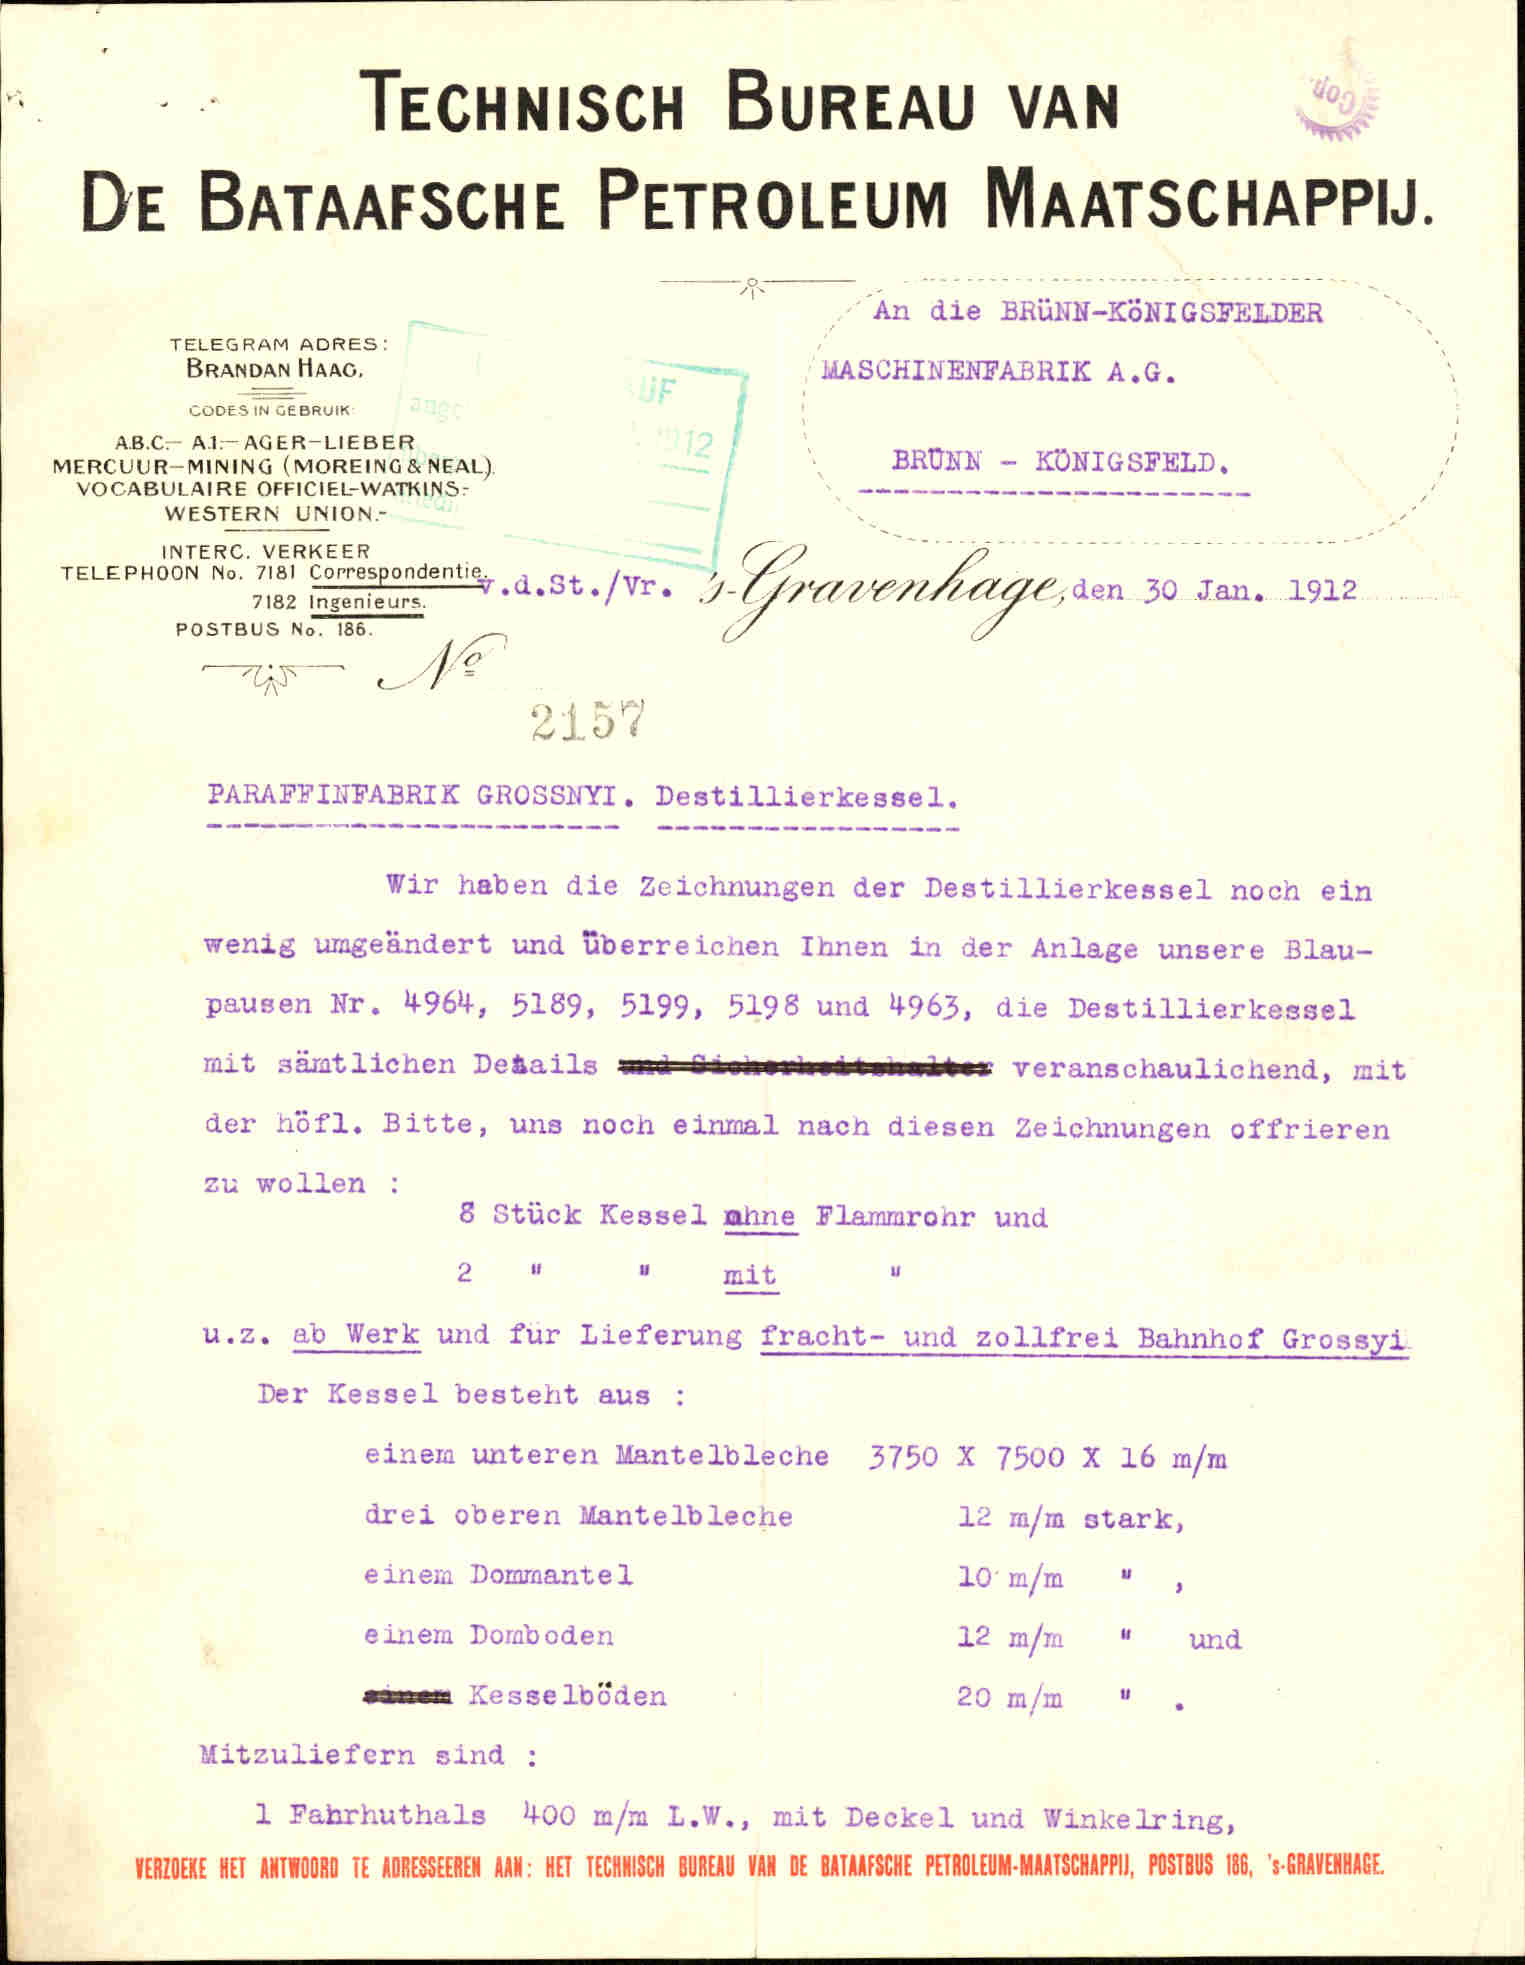 TECHNISCH BUREAU VAN
DE BATAAFSCHE PETROLEUM MAATSCHAPPIJ.
Cop
TELEGRAM ADRES:
BRANDAN HAAG.
CODES IN GEBRUIK:
A.B.C.– A.1.– AGER–LIEBER
MERCUUR–MINING (MOREING & NEAL).
VOCABULAIRE OFFICIEL–WATKINS.–
WESTERN UNION.–
INTERC. VERKEER
TELEPHOON No. 7181 Correspondentie.
7182 Ingenieurs.
POSTBUS No. 186.
UF
1912
An die BRüNN-KöNIGSFELDER
MASCHINENFABRIK A.G.
BRÜNN - KÖNIGSFELD.
v.d.St./Vr. 's-Gravenhage, den 30 Jan. 1912
No
2157
PARAFFINFABRIK GROSSNYI. Destillierkessel.
Wir haben die Zeichnungen der Destillierkessel noch ein
wenig umgeändert und überreichen Ihnen in der Anlage unsere Blau-
pausen Nr. 4964, 5189, 5199, 5198 und 4963, die Destillierkessel
mit sämtlichen Details und Sicherheitshalter veranschaulichend, mit
der höfl. Bitte, uns noch einmal nach diesen Zeichnungen offrieren
zu wollen :
8 Stück Kessel ohne Flammrohr und
2 " " mit "
u.z. ab Werk und für Lieferung fracht- und zollfrei Bahnhof Grossyi
Der Kessel besteht aus :
einem unteren Mantelbleche 3750 X 7500 X 16 m/m
drei oberen Mantelbleche 12 m/m stark,
einem Dommantel 10 m/m " ,
einem Domboden 12 m/m " und
einem Kesselböden 20 m/m " .
Mitzuliefern sind :
1 Fahrhuthals 400 m/m L.W., mit Deckel und Winkelring,
VERZOEKE HET ANTWOORD TE ADRESSEEREN AAN: HET TECHNISCH BUREAU VAN DE BATAAFSCHE PETROLEUM-MAATSCHAPPIJ, POSTBUS 186, 's-GRAVENHAGE.